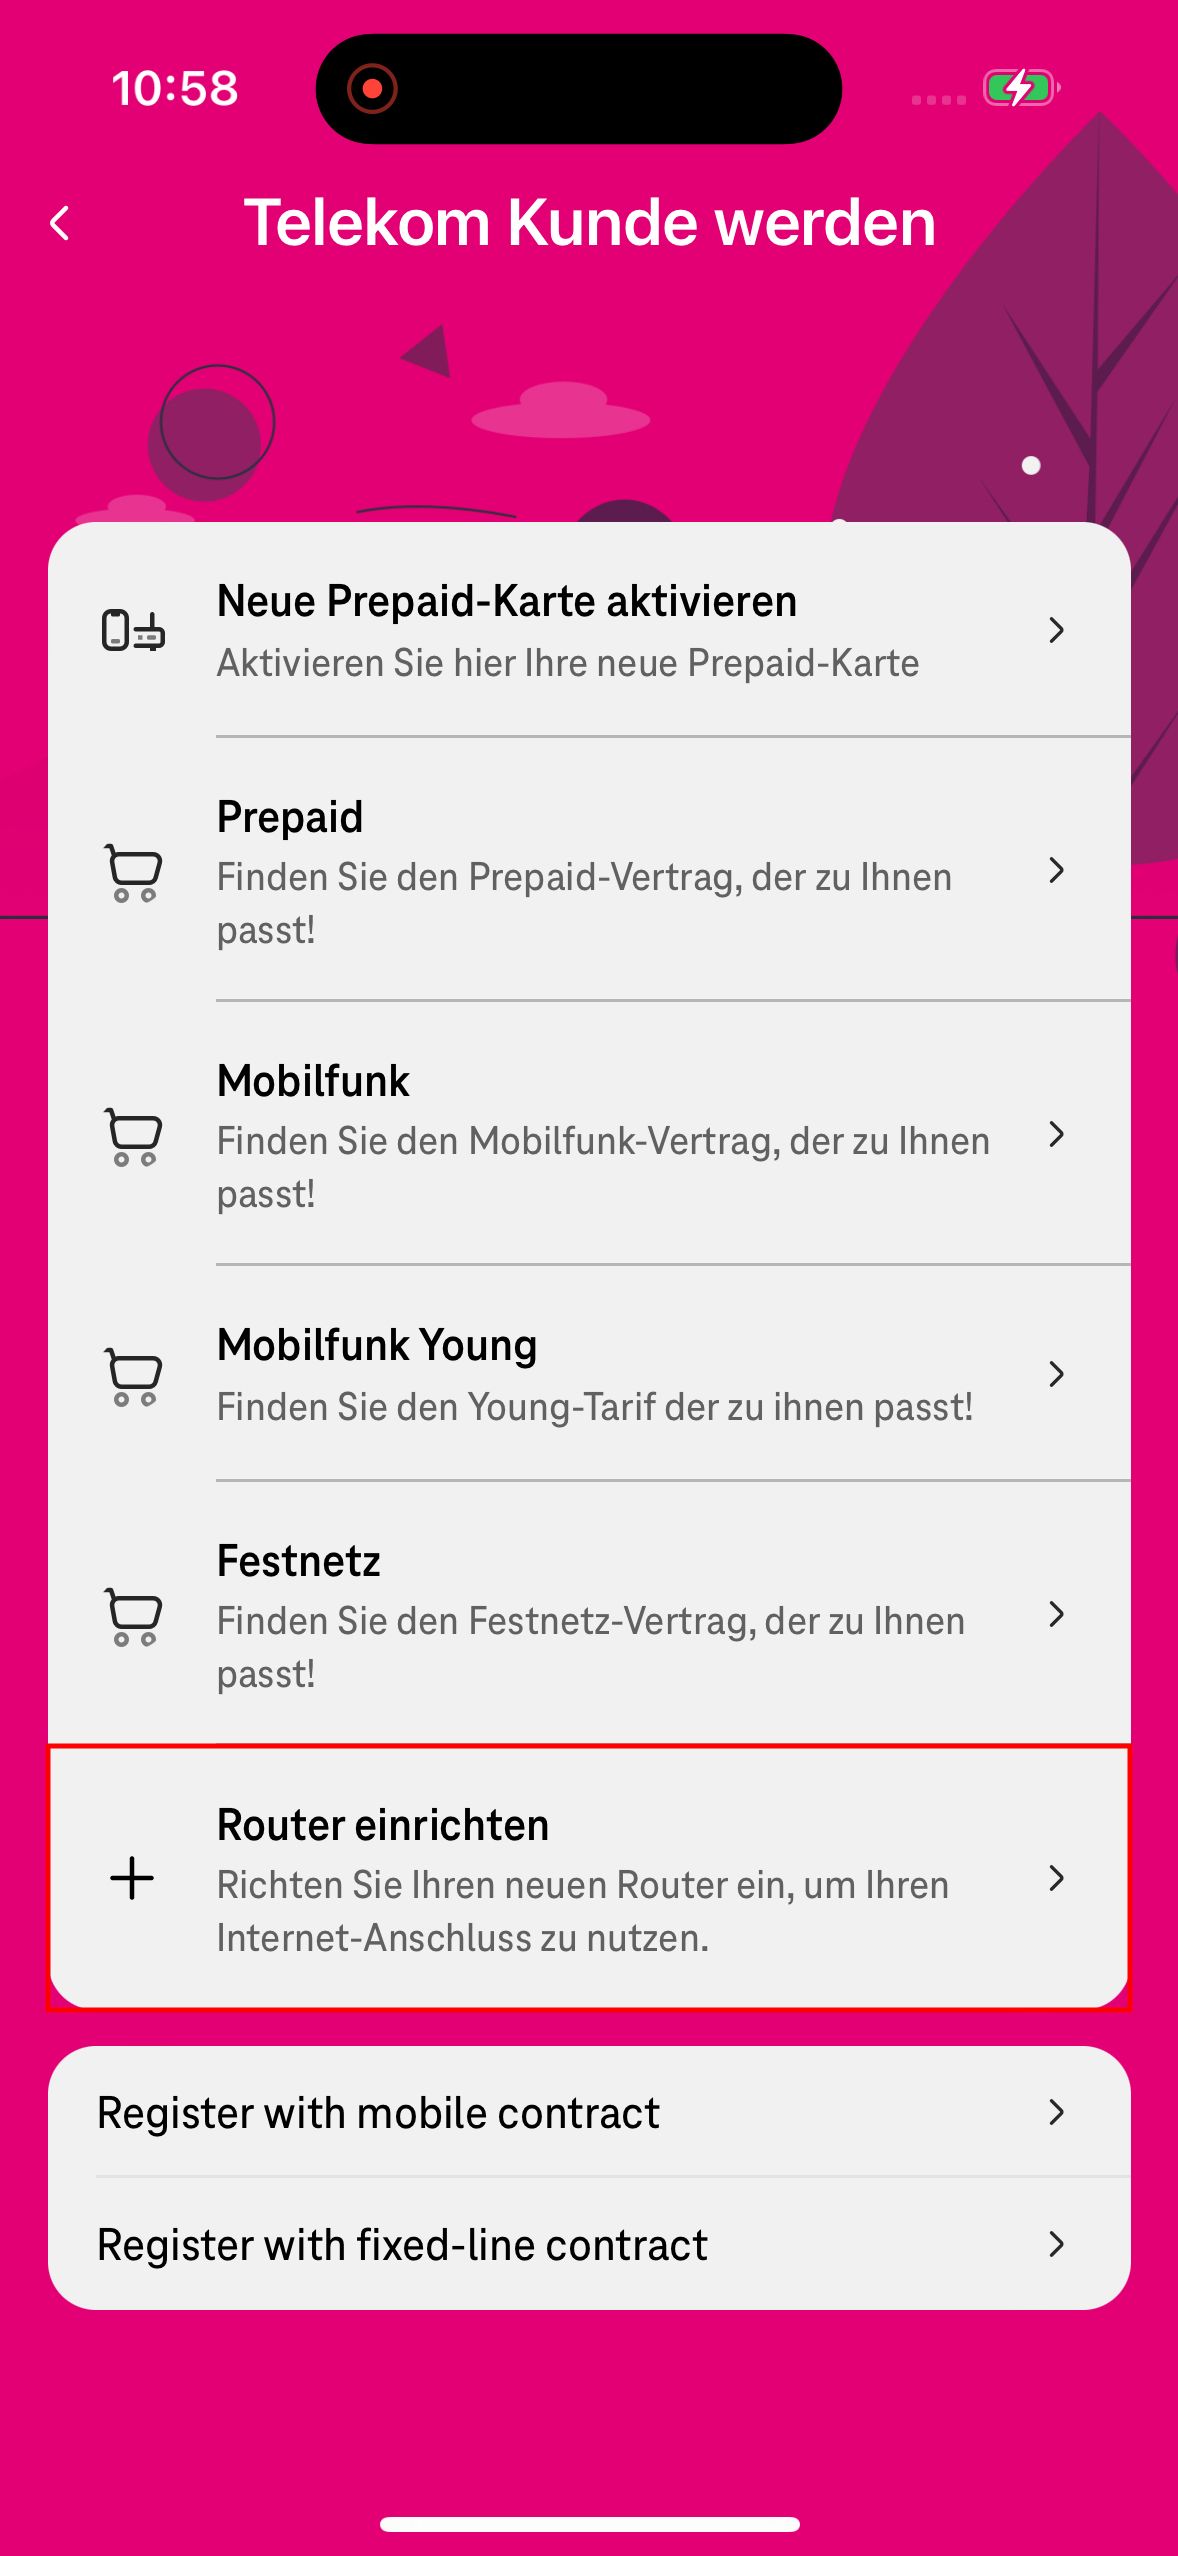 10:58
Telekom Kunde werden
Neue Prepaid-Karte aktivieren
Aktivieren Sie hier Ihre neue Prepaid-Karte
Prepaid
Finden Sie den Prepaid-Vertrag, der zu Ihnen
passt!
Mobilfunk
Finden Sie den Mobilfunk-Vertrag, der zu Ihnen
passt!
Mobilfunk Young
Finden Sie den Young-Tarif der zu ihnen passt!
Festnetz
Finden Sie den Festnetz-Vertrag, der zu Ihnen
passt!
Router einrichten
Richten Sie Ihren neuen Router ein, um Ihren
Internet-Anschluss zu nutzen.
Register with mobile contract
Register with fixed-line contract